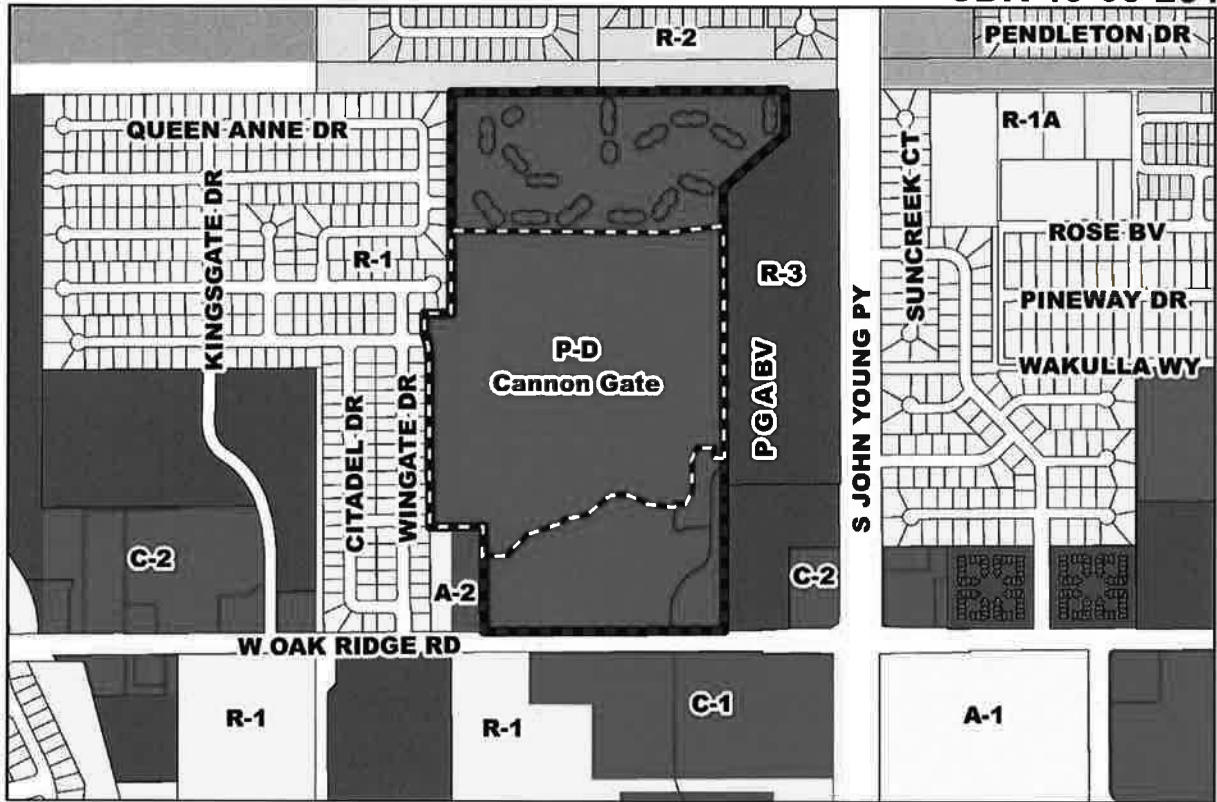 R-2
PENDLETON DR
QUEEN ANNE DR
R-1A
SUNCREEK CT
KINGSGATE DR
ROSE BV
R-1
R-3
PINEWAY DR
P-D
Cannon Gate
PGA BV
WAKULLA WY
S JOHN YOUNG PY
CITADEL DR
WINGATE DR
C-2
A-2
C-2
W OAK RIDGE RD
R-1
R-1
C-1
A-1